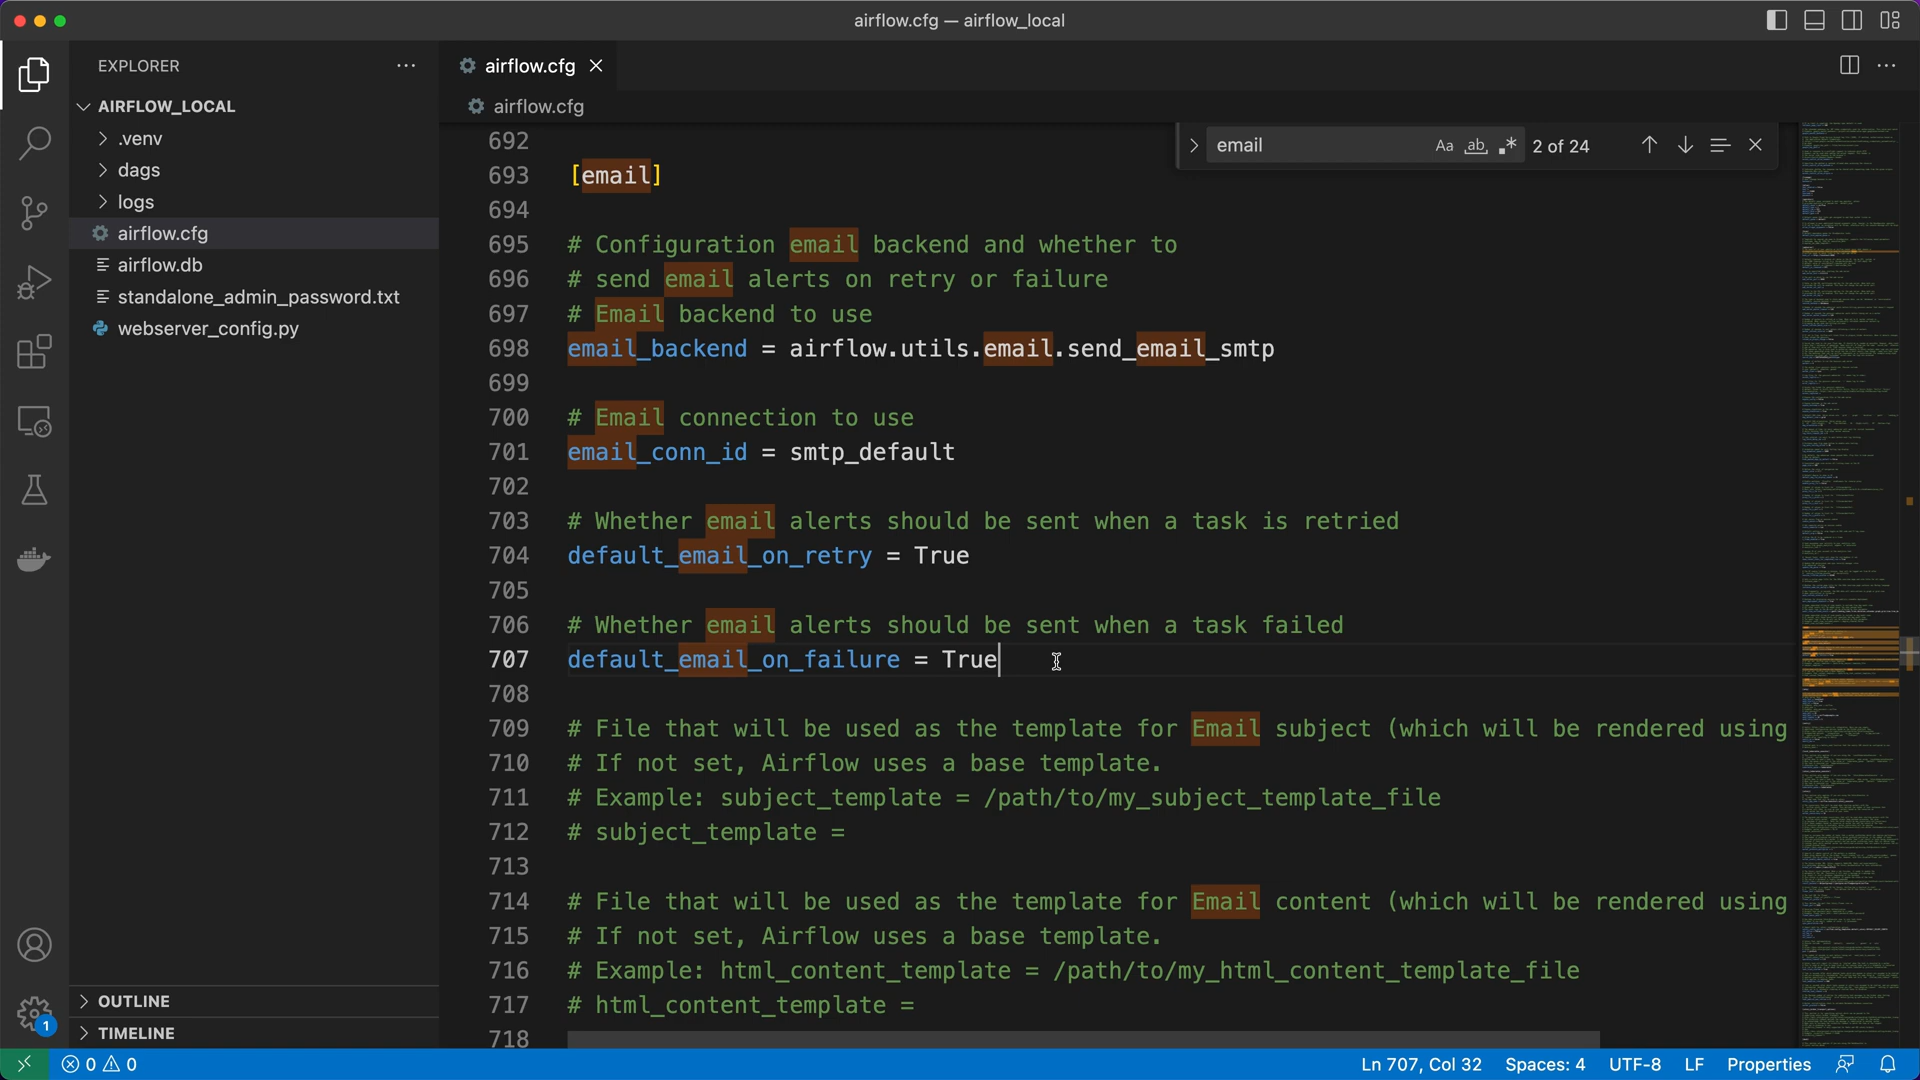 airflow.cfg — airflow_local
EXPLORER
AIRFLOW_LOCAL
.venv
dags
logs
airflow.cfg
airflow.db
standalone_admin_password.txt
webserver_config.py
OUTLINE
TIMELINE
airflow.cfg
airflow.cfg
email
Aa
ab
2 of 24
692
693 [email]
694
695 # Configuration email backend and whether to
696 # send email alerts on retry or failure
697 # Email backend to use
698 email_backend = airflow.utils.email.send_email_smtp
699
700 # Email connection to use
701 email_conn_id = smtp_default
702
703 # Whether email alerts should be sent when a task is retried
704 default_email_on_retry = True
705
706 # Whether email alerts should be sent when a task failed
707 default_email_on_failure = True
708
709 # File that will be used as the template for Email subject (which will be rendered using
710 # If not set, Airflow uses a base template.
711 # Example: subject_template = /path/to/my_subject_template_file
712 # subject_template =
713
714 # File that will be used as the template for Email content (which will be rendered using
715 # If not set, Airflow uses a base template.
716 # Example: html_content_template = /path/to/my_html_content_template_file
717 # html_content_template =
718
1
0 0
Ln 707, Col 32
Spaces: 4
UTF-8
LF
Properties